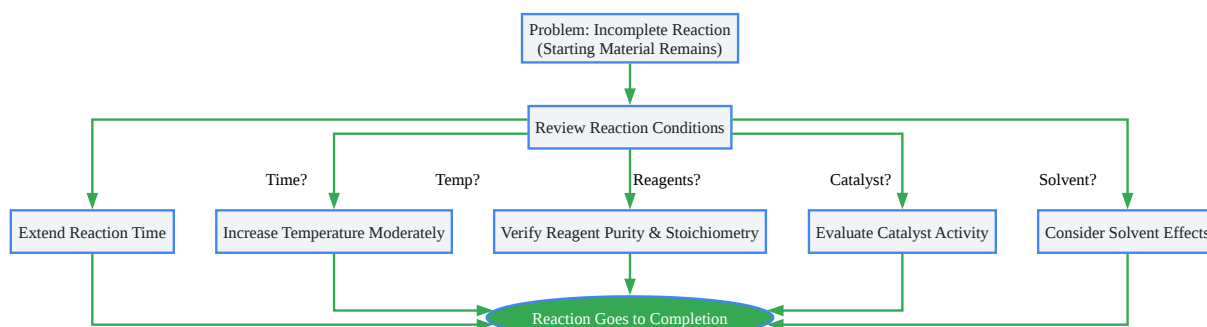 Problem: Incomplete Reaction
(Starting Material Remains)
Review Reaction Conditions
Time?
Temp?
Reagents?
Catalyst?
Solvent?
Extend Reaction Time
Increase Temperature Moderately
Verify Reagent Purity & Stoichiometry
Evaluate Catalyst Activity
Consider Solvent Effects
Reaction Goes to Completion